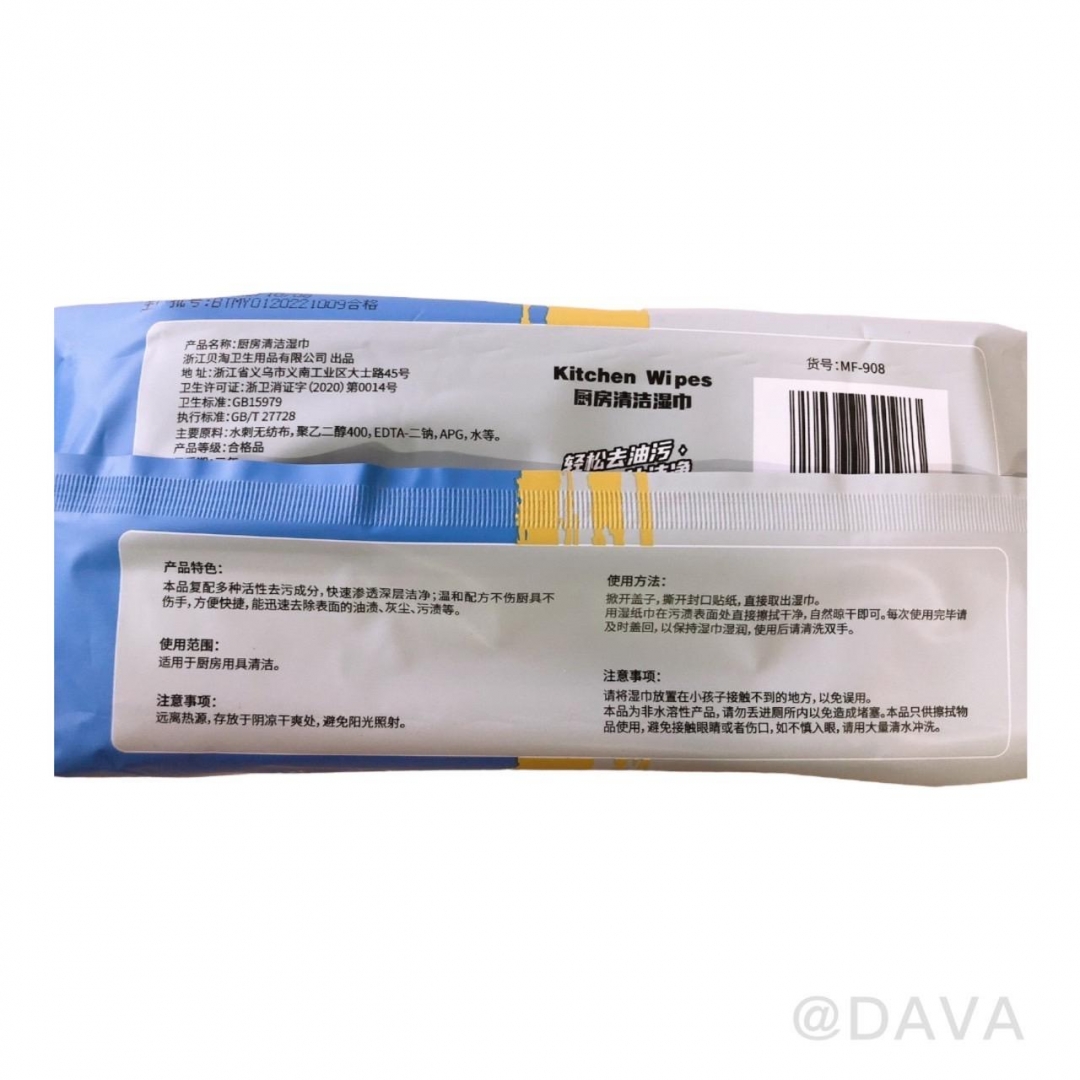 批号:BTMY0120221009合格
产品名称:厨房清洁湿巾
浙江贝淘卫生用品有限公司 出品
地 址:浙江省义乌市义南工业区大士路45号
卫生许可证:浙卫消证字(2020)第0014号
卫生标准:GB15979
执行标准:GB/T 27728
主要原料:水刺无纺布,聚乙二醇400,EDTA-二钠,APG,水等。
产品等级:合格品
Kitchen Wipes
厨房清洁湿巾
轻松去油污·
货号:MF-908
产品特色:
本品复配多种活性去污成分,快速渗透深层洁净;温和配方不伤厨具不
伤手,方便快捷,能迅速去除表面的油渍、灰尘、污渍等。
使用范围:
适用于厨房用具清洁。
注意事项:
远离热源,存放于阴凉干爽处,避免阳光照射。
使用方法:
掀开盖子,撕开封口贴纸,直接取出湿巾。
用湿纸巾在污渍表面处直接擦拭干净,自然晾干即可。每次使用完毕请
及时盖回,以保持湿巾湿润,使用后请清洗双手。
注意事项:
请将湿巾放置在小孩子接触不到的地方,以免误用。
本品为非水溶性产品,请勿丢进厕所内以免造成堵塞。本品只供擦拭物
品使用,避免接触眼睛或者伤口,如不慎入眼,请用大量清水冲洗。
@DAVA